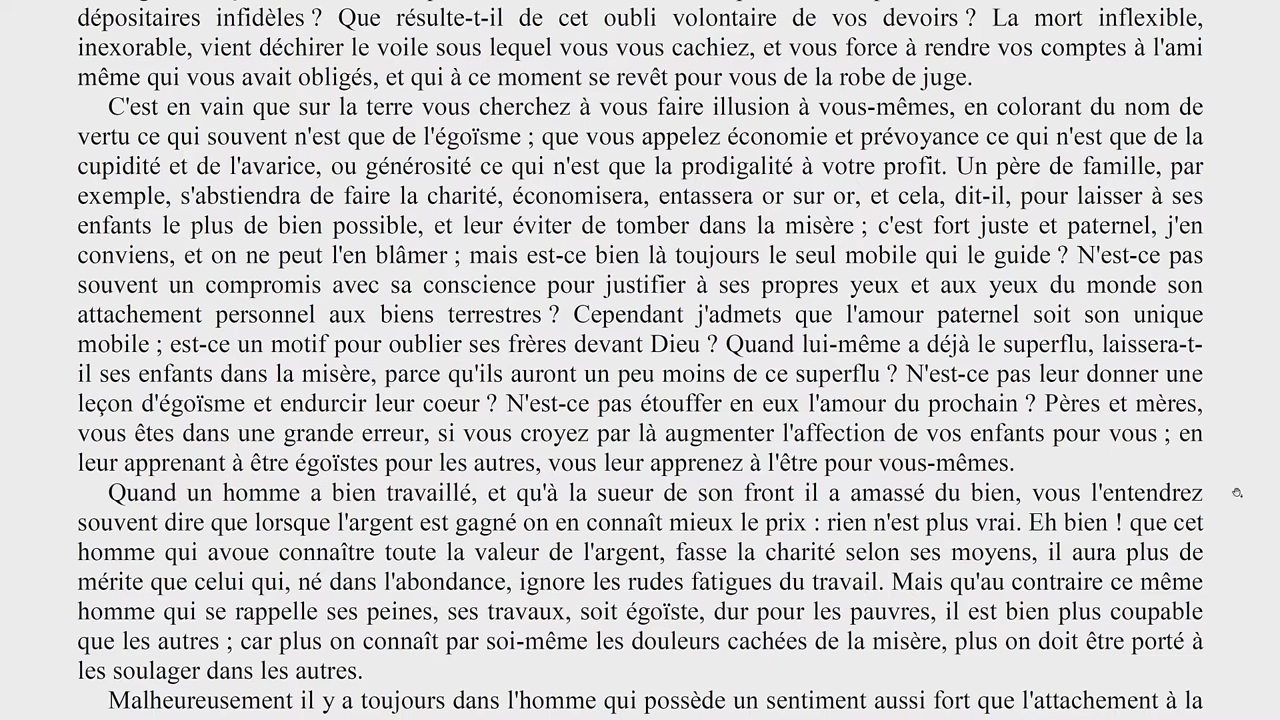 dépositaires infidèles ? Que résulte-t-il de cet oubli volontaire de vos devoirs ? La mort inflexible,
inexorable, vient déchirer le voile sous lequel vous vous cachiez, et vous force à rendre vos comptes à l'ami
même qui vous avait obligés, et qui à ce moment se revêt pour vous de la robe de juge.
C'est en vain que sur la terre vous cherchez à vous faire illusion à vous-mêmes, en colorant du nom de
vertu ce qui souvent n'est que de l'égoïsme ; que vous appelez économie et prévoyance ce qui n'est que de la
cupidité et de l'avarice, ou générosité ce qui n'est que la prodigalité à votre profit. Un père de famille, par
exemple, s'abstiendra de faire la charité, économisera, entassera or sur or, et cela, dit-il, pour laisser à ses
enfants le plus de bien possible, et leur éviter de tomber dans la misère ; c'est fort juste et paternel, j'en
conviens, et on ne peut l'en blâmer ; mais est-ce bien là toujours le seul mobile qui le guide ? N'est-ce pas
souvent un compromis avec sa conscience pour justifier à ses propres yeux et aux yeux du monde son
attachement personnel aux biens terrestres ? Cependant j'admets que l'amour paternel soit son unique
mobile ; est-ce un motif pour oublier ses frères devant Dieu ? Quand lui-même a déjà le superflu, laissera-t-
il ses enfants dans la misère, parce qu'ils auront un peu moins de ce superflu ? N'est-ce pas leur donner une
leçon d'égoïsme et endurcir leur coeur ? N'est-ce pas étouffer en eux l'amour du prochain ? Pères et mères,
vous êtes dans une grande erreur, si vous croyez par là augmenter l'affection de vos enfants pour vous ; en
leur apprenant à être égoïstes pour les autres, vous leur apprenez à l'être pour vous-mêmes.
Quand un homme a bien travaillé, et qu'à la sueur de son front il a amassé du bien, vous l'entendrez
souvent dire que lorsque l'argent est gagné on en connaît mieux le prix : rien n'est plus vrai. Eh bien ! que cet
homme qui avoue connaître toute la valeur de l'argent, fasse la charité selon ses moyens, il aura plus de
mérite que celui qui, né dans l'abondance, ignore les rudes fatigues du travail. Mais qu'au contraire ce même
homme qui se rappelle ses peines, ses travaux, soit égoïste, dur pour les pauvres, il est bien plus coupable
que les autres ; car plus on connaît par soi-même les douleurs cachées de la misère, plus on doit être porté à
les soulager dans les autres.
Malheureusement il y a toujours dans l'homme qui possède un sentiment aussi fort que l'attachement à la